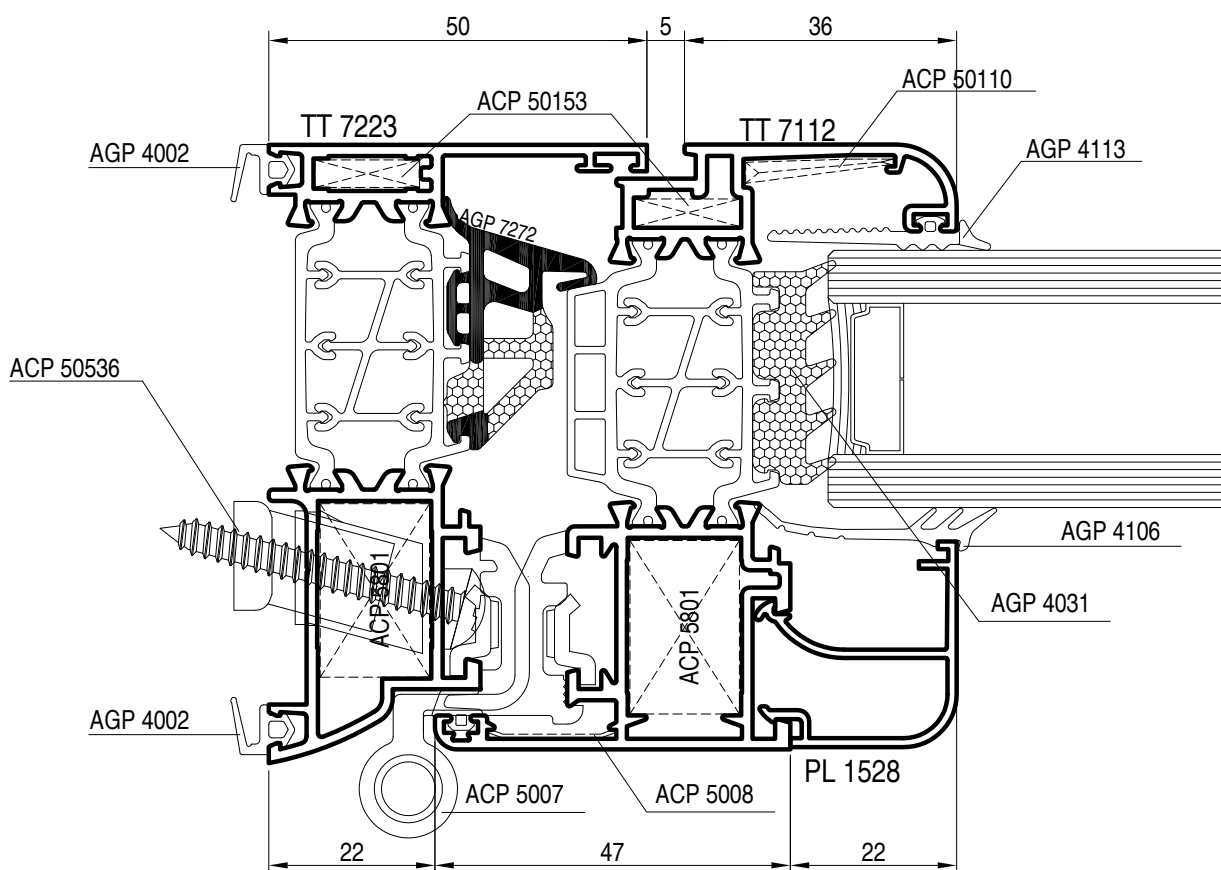 50
5
36
ACP 50110
ACP 50153
TT 7223
TT 7112
AGP 4002
AGP 4113
AGP 7272
ACP 50536
AGP 4106
ACP 5801
ACP 5801
AGP 4031
AGP 4002
PL 1528
ACP 5007
ACP 5008
22
47
22